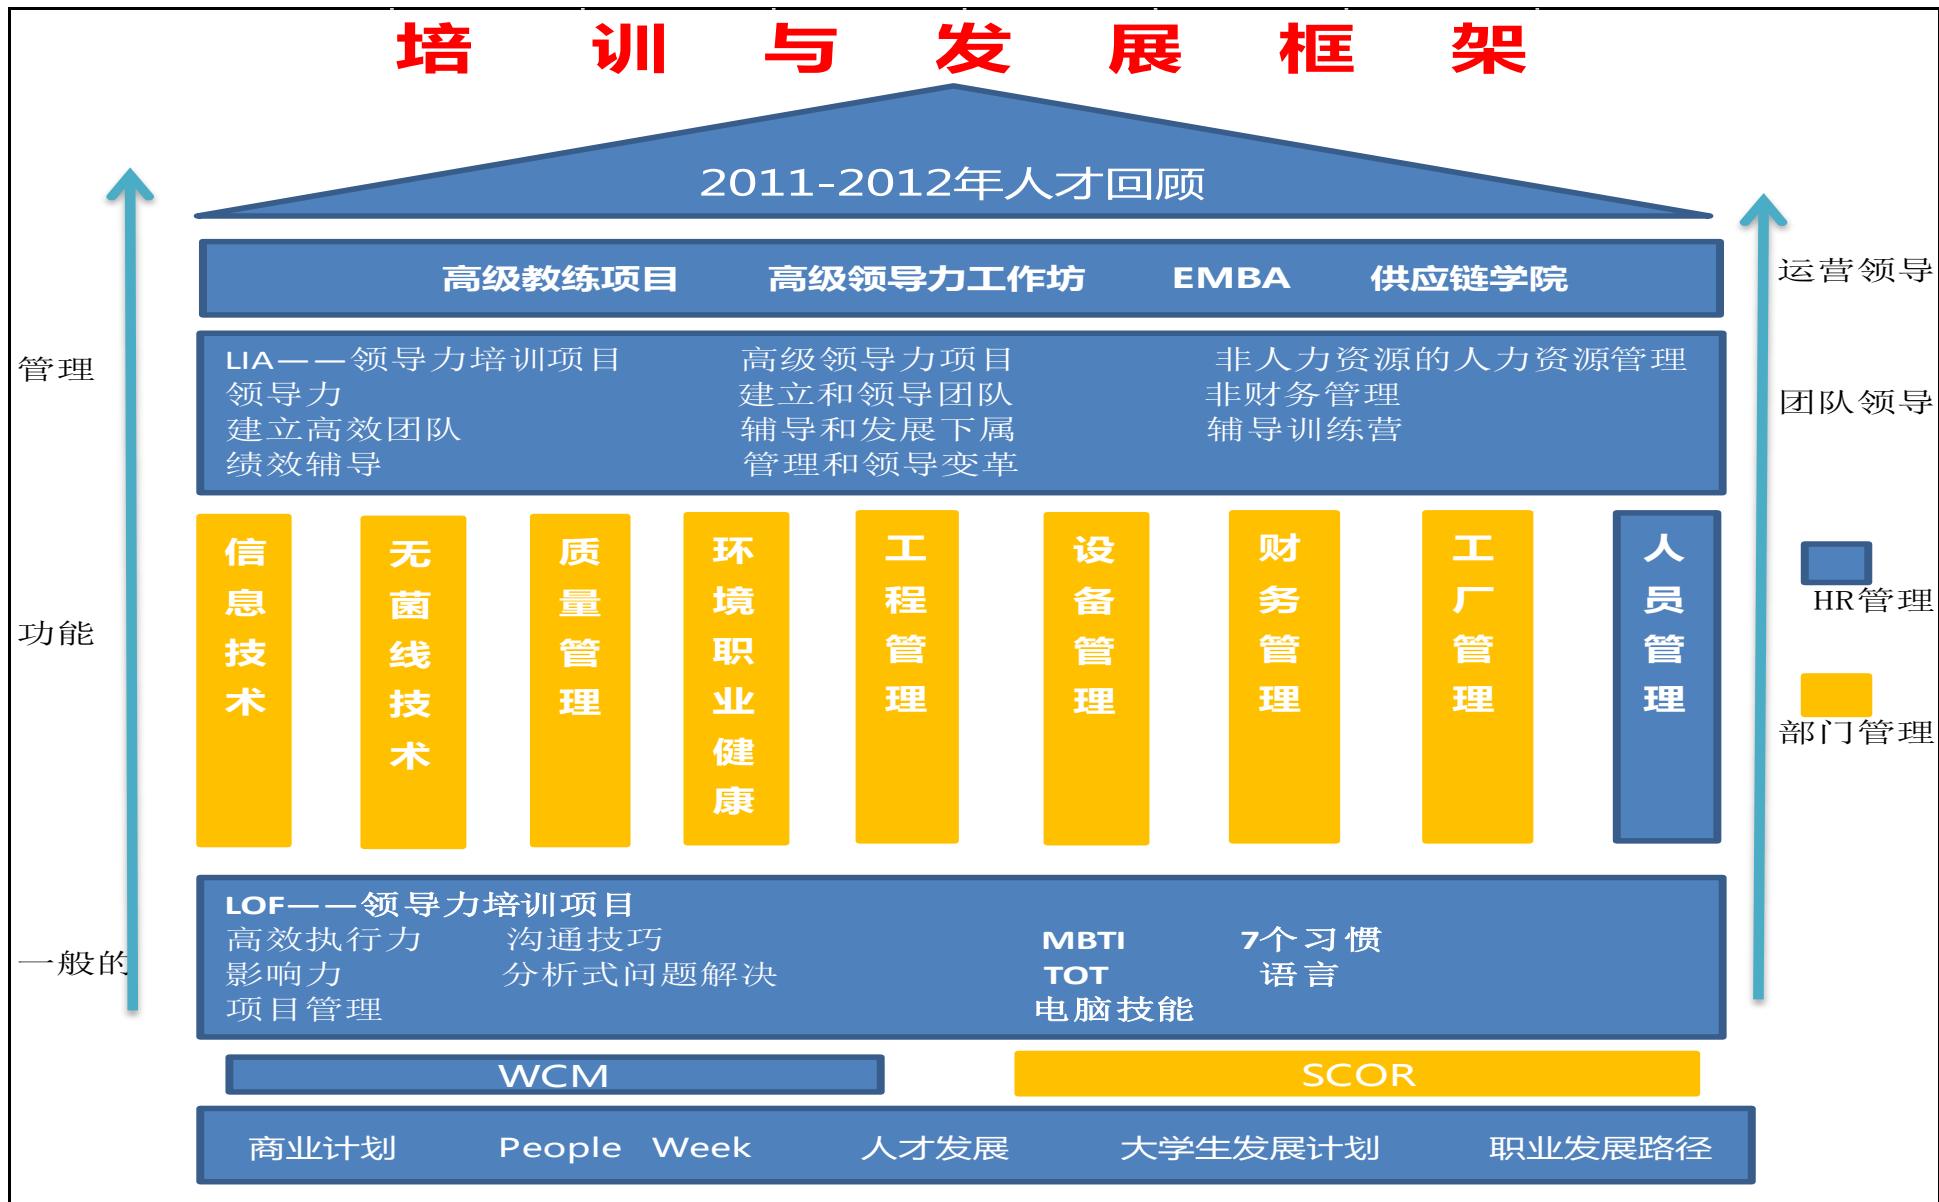 培训与发展框架
2011-2012年人才回顾
高级教练项目 高级领导力工作坊 EMBA 供应链学院
运营领导
管理
团队领导
LIA——领导力培训项目 高级领导力项目 非人力资源的人力资源管理
领导力 建立和领导团队 非财务管理
建立高效团队 辅导和发展下属 辅导训练营
绩效辅导 管理和领导变革
功能
信息技术
无菌线技术
质量管理
环境职业健康
工程管理
设备管理
财务管理
工厂管理
人员管理
HR管理
部门管理
一般的
LOF——领导力培训项目
高效执行力 沟通技巧 MBTI 7个习惯
影响力 分析式问题解决 TOT 语言
项目管理 电脑技能
WCM SCOR
商业计划 People Week 人才发展 大学生发展计划 职业发展路径